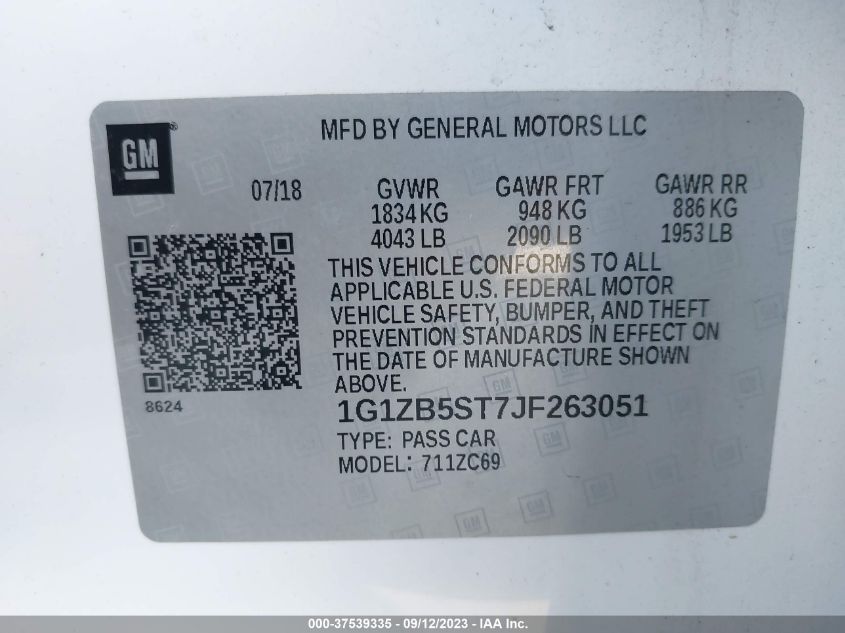 GM
MFD BY GENERAL MOTORS LLC
07/18 GVWR GAWR FRT GAWR RR
1834 KG 948 KG 886 KG
4043 LB 2090 LB 1953 LB
THIS VEHICLE CONFORMS TO ALL
APPLICABLE U.S. FEDERAL MOTOR
VEHICLE SAFETY, BUMPER, AND THEFT
PREVENTION STANDARDS IN EFFECT ON
THE DATE OF MANUFACTURE SHOWN
ABOVE.
8624
1G1ZB5ST7JF263051
TYPE: PASS CAR
MODEL: 711ZC69
000-37539335 - 09/12/2023 - IAA Inc.